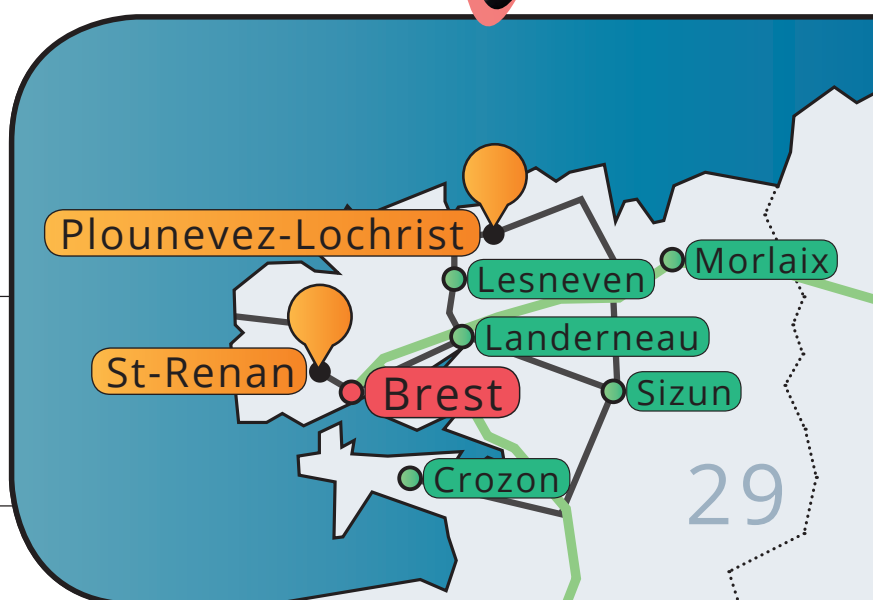 Plounevez-Lochrist
Morlaix
Lesneven
Landerneau
St-Renan
Brest
Sizun
Crozon
29